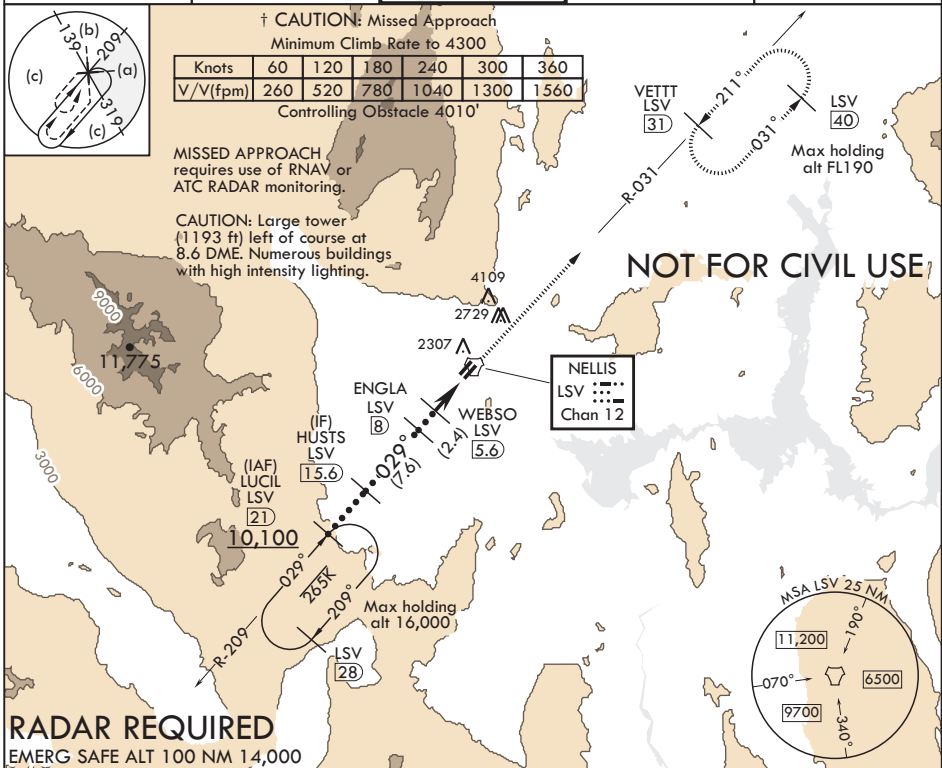 † CAUTION: Missed Approach
Minimum Climb Rate to 4300
Knots 60 120 180 240 300 360
V/V(fpm) 260 520 780 1040 1300 1560
Controlling Obstacle 4010'
139
(b)
209
(c)
(a)
319
(c)
MISSED APPROACH
requires use of RNAV or
ATC RADAR monitoring.
CAUTION: Large tower
(1193 ft) left of course at
8.6 DME. Numerous buildings
with high intensity lighting.
VETTT
LSV
31
211°
031°
LSV
40
Max holding
alt FL190
R-031
NOT FOR CIVIL USE
4109
2729
2307
9000
11,775
6000
3000
NELLIS
LSV
Chan 12
ENGLA
LSV
8
WEBSO
LSV
5.6
(IF)
HUSTS
LSV
15.6
029°
(7.6)
(2.4)
(IAF)
LUCIL
LSV
21
10,100
029°
265K
209°
Max holding
alt 16,000
R-209
LSV
28
MSA LSV 25 NM
190°
11,200
070°
6500
9700
340°
RADAR REQUIRED
EMERG SAFE ALT 100 NM 14,000